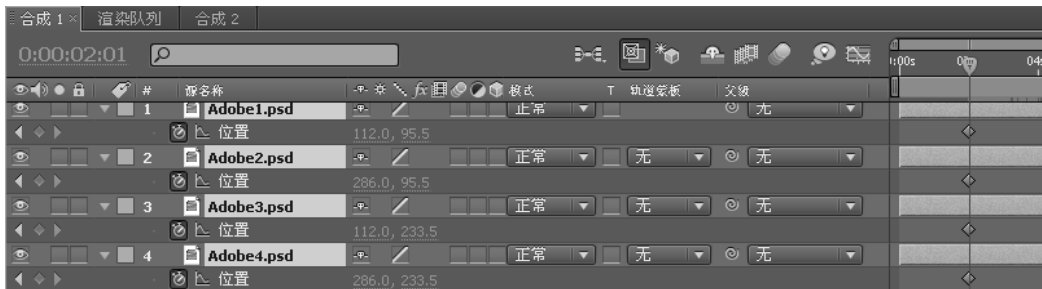 合成 1 × 渲染队列 合成 2
0:00:02:01
1:00s 0 04s
# 源名称 fx 模式 T 轨道蒙板 父级
1 Adobe1.psd 正常 无
位置 112.0, 95.5
2 Adobe2.psd 正常 无 无
位置 286.0, 95.5
3 Adobe3.psd 正常 无 无
位置 112.0, 233.5
4 Adobe4.psd 正常 无 无
位置 286.0, 233.5